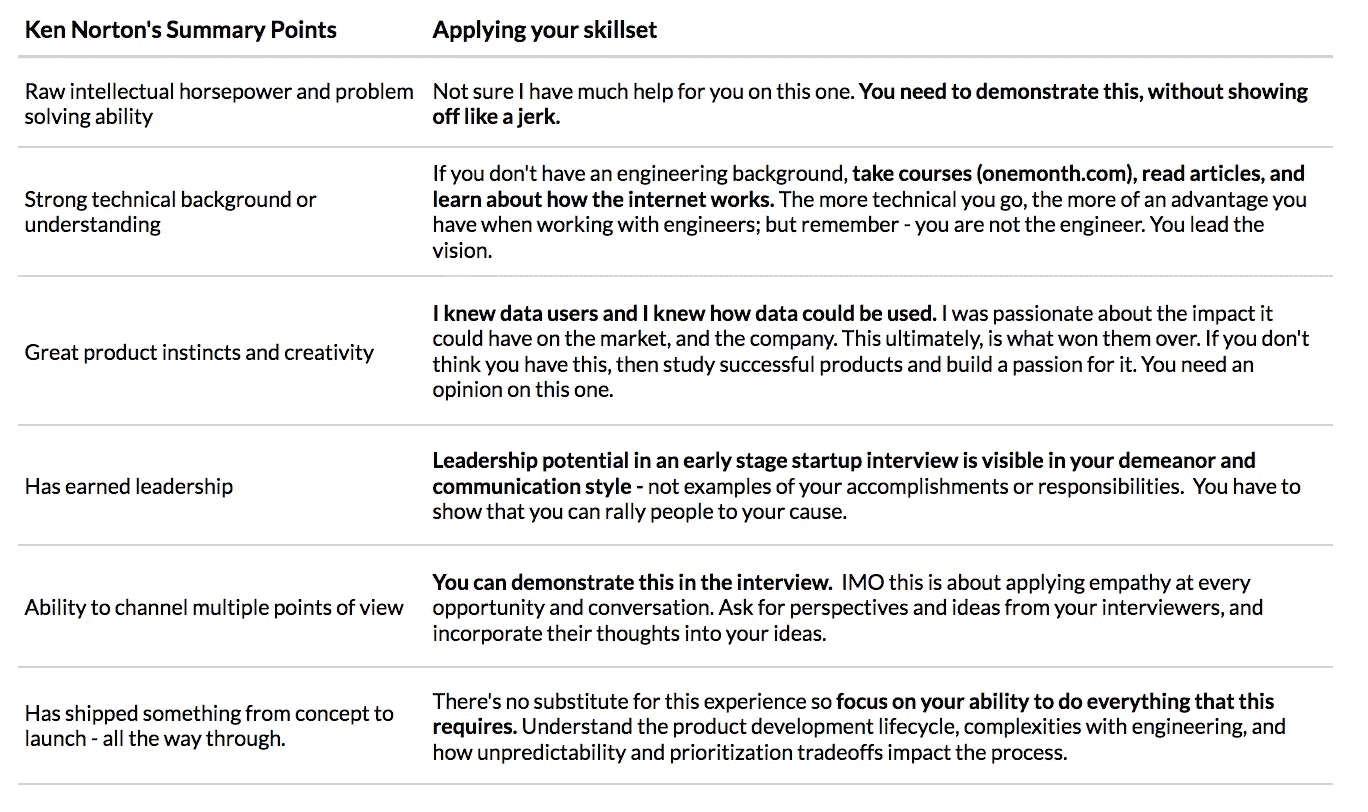 Ken Norton's Summary Points
Applying your skillset
Raw intellectual horsepower and problem
solving ability
Not sure I have much help for you on this one. You need to demonstrate this, without showing
off like a jerk.
Strong technical background or
understanding
If you don't have an engineering background, take courses (onemonth.com), read articles, and
learn about how the internet works. The more technical you go, the more of an advantage you
have when working with engineers; but remember - you are not the engineer. You lead the
vision.
Great product instincts and creativity
I knew data users and I knew how data could be used. I was passionate about the impact it
could have on the market, and the company. This ultimately, is what won them over. If you don't
think you have this, then study successful products and build a passion for it. You need an
opinion on this one.
Has earned leadership
Leadership potential in an early stage startup interview is visible in your demeanor and
communication style - not examples of your accomplishments or responsibilities.  You have to
show that you can rally people to your cause.
Ability to channel multiple points of view
You can demonstrate this in the interview.  IMO this is about applying empathy at every
opportunity and conversation. Ask for perspectives and ideas from your interviewers, and
incorporate their thoughts into your ideas.
Has shipped something from concept to
launch - all the way through.
There's no substitute for this experience so focus on your ability to do everything that this
requires. Understand the product development lifecycle, complexities with engineering, and
how unpredictability and prioritization tradeoffs impact the process.